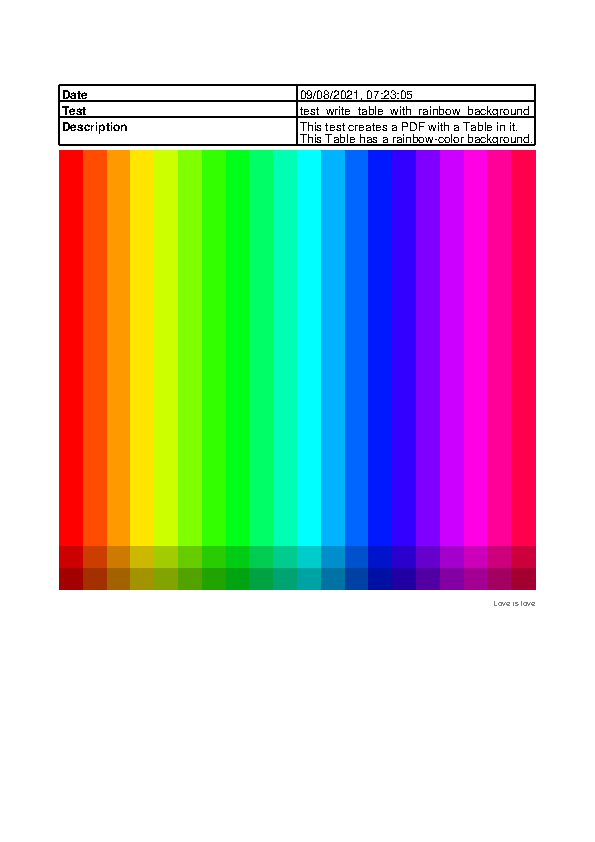 Date 09/08/2021, 07:23:05
Test test_write_table_with_rainbow_background
Description This test creates a PDF with a Table in it.
This Table has a rainbow-color background.
Love is love